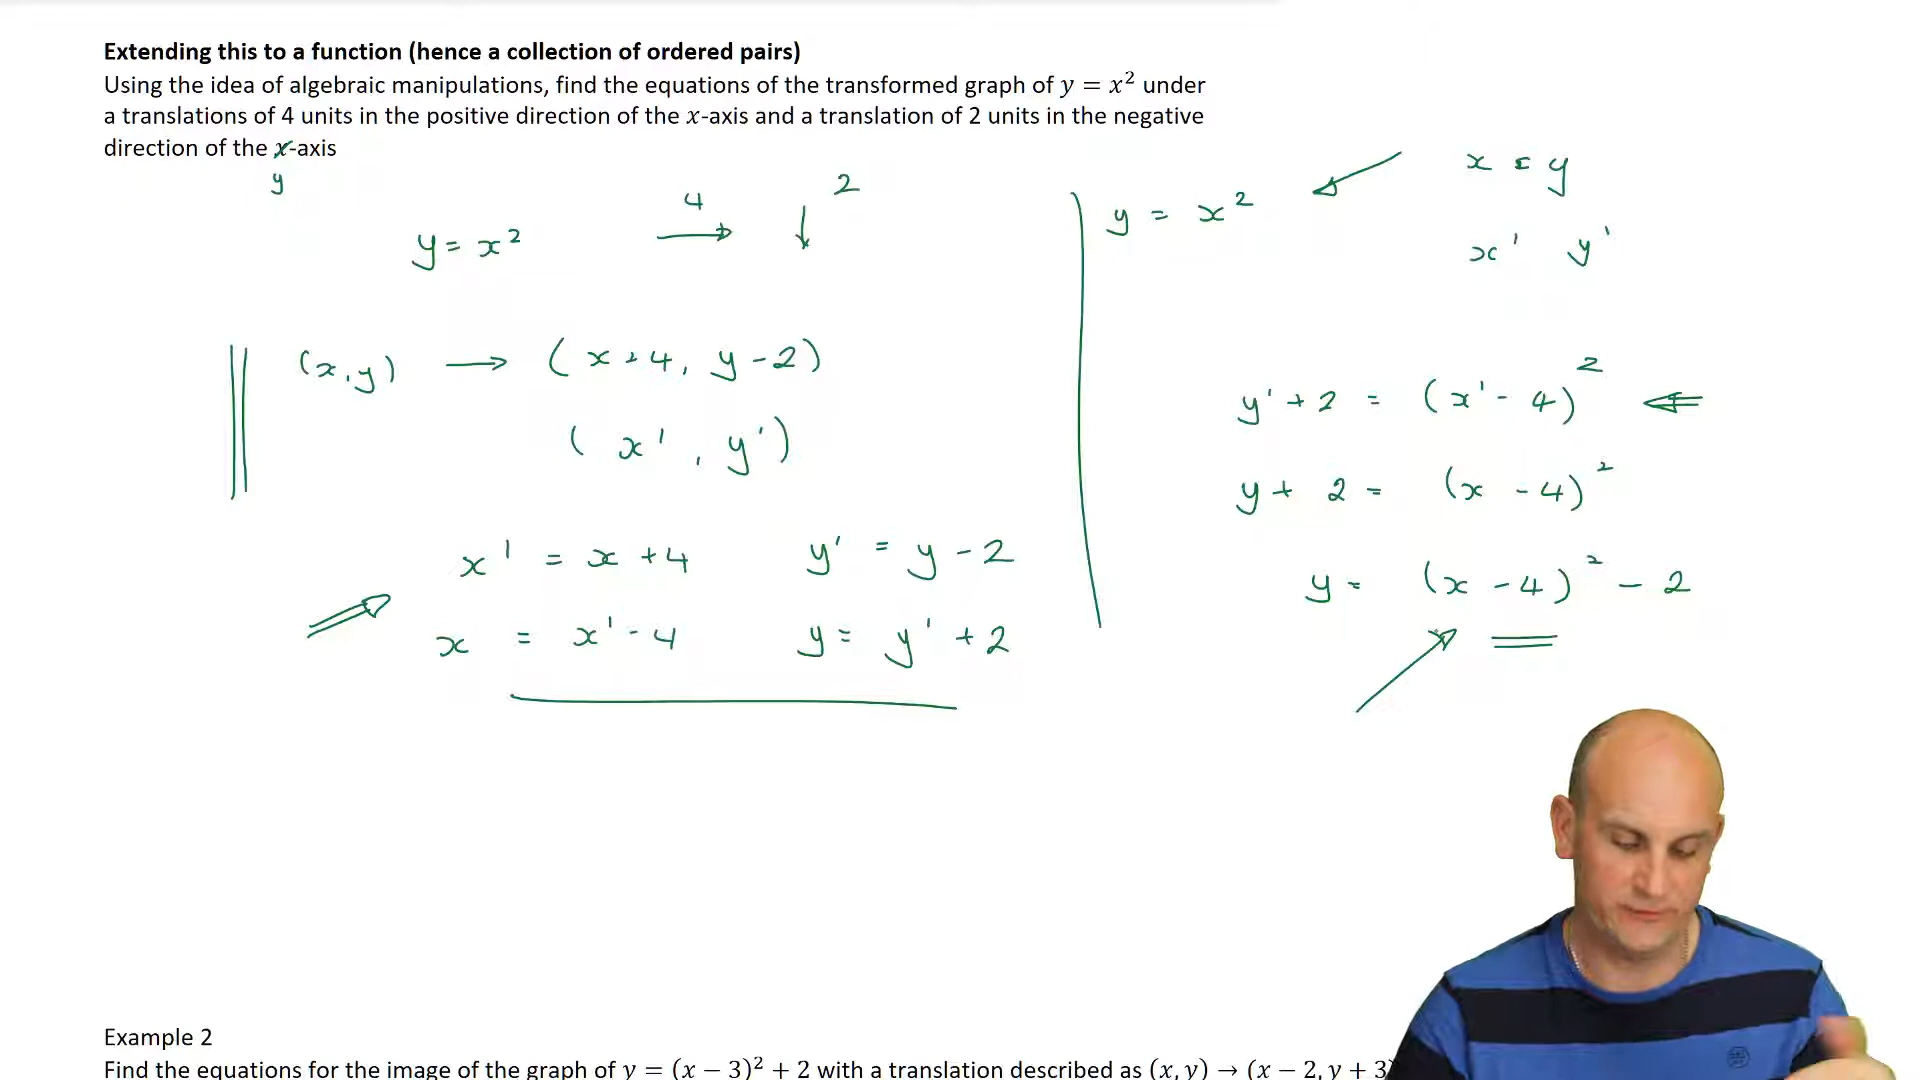 Extending this to a function (hence a collection of ordered pairs)
Using the idea of algebraic manipulations, find the equations of the transformed graph of y = x² under
a translations of 4 units in the positive direction of the x-axis and a translation of 2 units in the negative
direction of the x-axis
y
y = x² 4 → ↓ 2
(x, y) → (x + 4, y - 2)
(x', y')
x' = x + 4 y' = y - 2
x = x' - 4 y = y' + 2
y = x²
x & y
x' y'
y' + 2 = (x' - 4)²
y + 2 = (x - 4)²
y = (x - 4)² - 2
Example 2
Find the equations for the image of the graph of y = (x − 3)² + 2 with a translation described as (x, y) → (x − 2, y + 3)